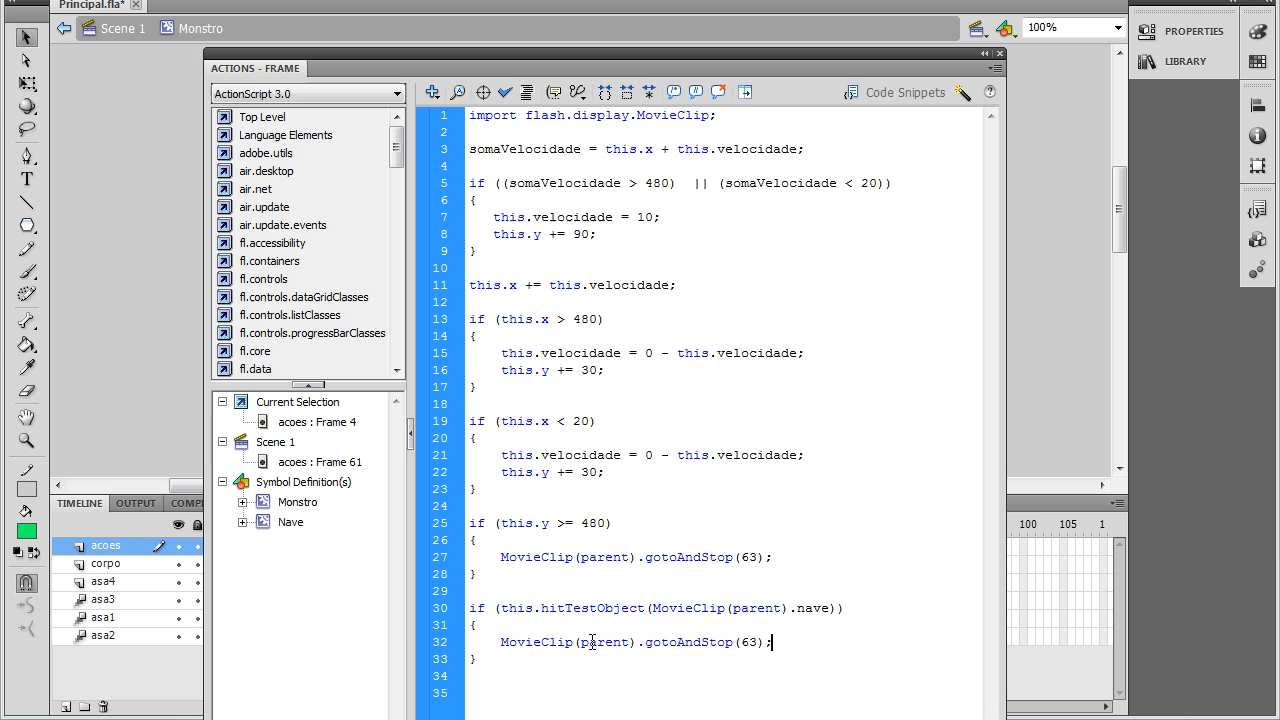 Principal.fla*
Scene 1 Monstro
100%
PROPERTIES
LIBRARY
ACTIONS - FRAME
ActionScript 3.0
Code Snippets
Top Level
Language Elements
adobe.utils
air.desktop
air.net
air.update
air.update.events
fl.accessibility
fl.containers
fl.controls
fl.controls.dataGridClasses
fl.controls.listClasses
fl.controls.progressBarClasses
fl.core
fl.data
Current Selection
acoes : Frame 4
Scene 1
acoes : Frame 61
Symbol Definition(s)
Monstro
Nave
1 import flash.display.MovieClip;
2
3 somaVelocidade = this.x + this.velocidade;
4
5 if ((somaVelocidade > 480)  || (somaVelocidade < 20))
6 {
7 this.velocidade = 10;
8 this.y += 90;
9 }
10
11 this.x += this.velocidade;
12
13 if (this.x > 480)
14 {
15 this.velocidade = 0 - this.velocidade;
16 this.y += 30;
17 }
18
19 if (this.x < 20)
20 {
21 this.velocidade = 0 - this.velocidade;
22 this.y += 30;
23 }
24
25 if (this.y >= 480)
26 {
27 MovieClip(parent).gotoAndStop(63);
28 }
29
30 if (this.hitTestObject(MovieClip(parent).nave))
31 {
32 MovieClip(parent).gotoAndStop(63);
33 }
34
35
TIMELINE OUTPUT
100 105 1
acoes
corpo
asa4
asa3
asa1
asa2